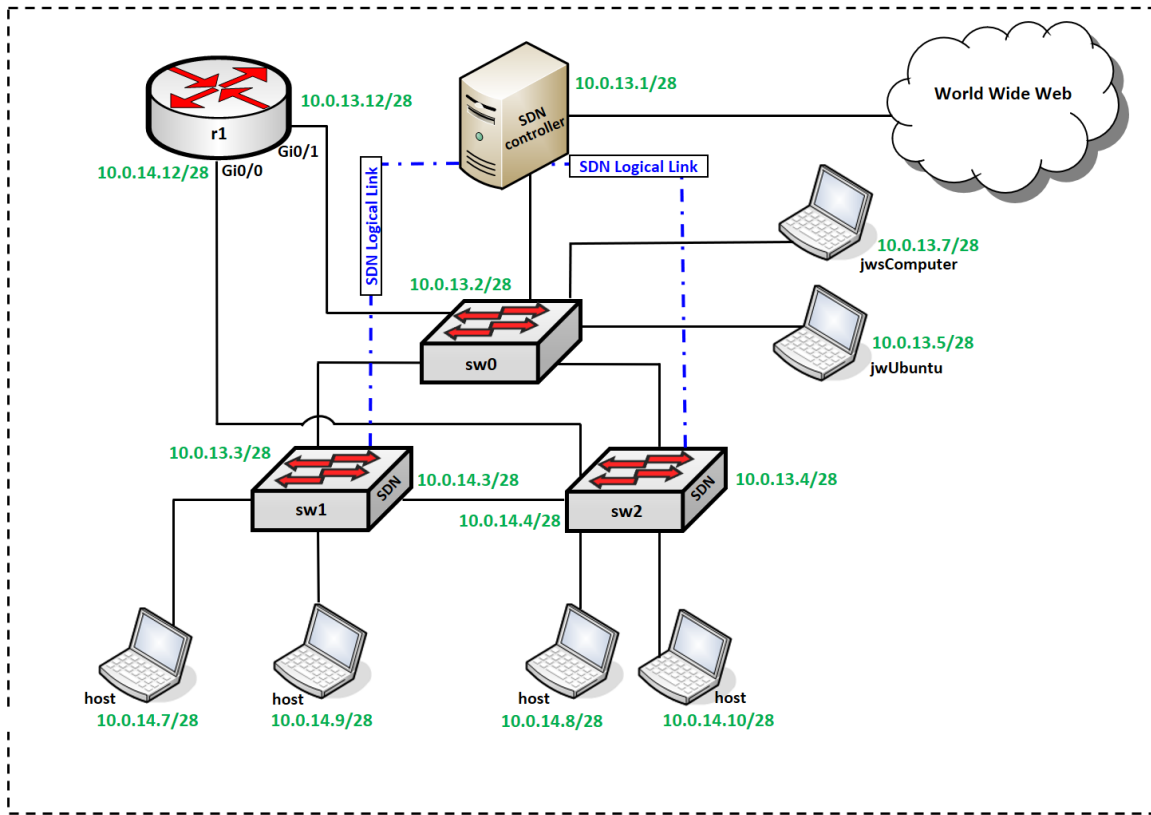 10.0.13.1/28
World Wide Web
10.0.13.12/28
SDN
controller
r1
Gi0/1
10.0.14.12/28
Gi0/0
SDN Logical Link
SDN Logical Link
10.0.13.7/28
jwsComputer
10.0.13.2/28
10.0.13.5/28
jwUbuntu
sw0
10.0.13.3/28
SDN
10.0.14.3/28
SDN
10.0.13.4/28
sw1
10.0.14.4/28
sw2
host
10.0.14.7/28
host
10.0.14.9/28
host
10.0.14.8/28
host
10.0.14.10/28